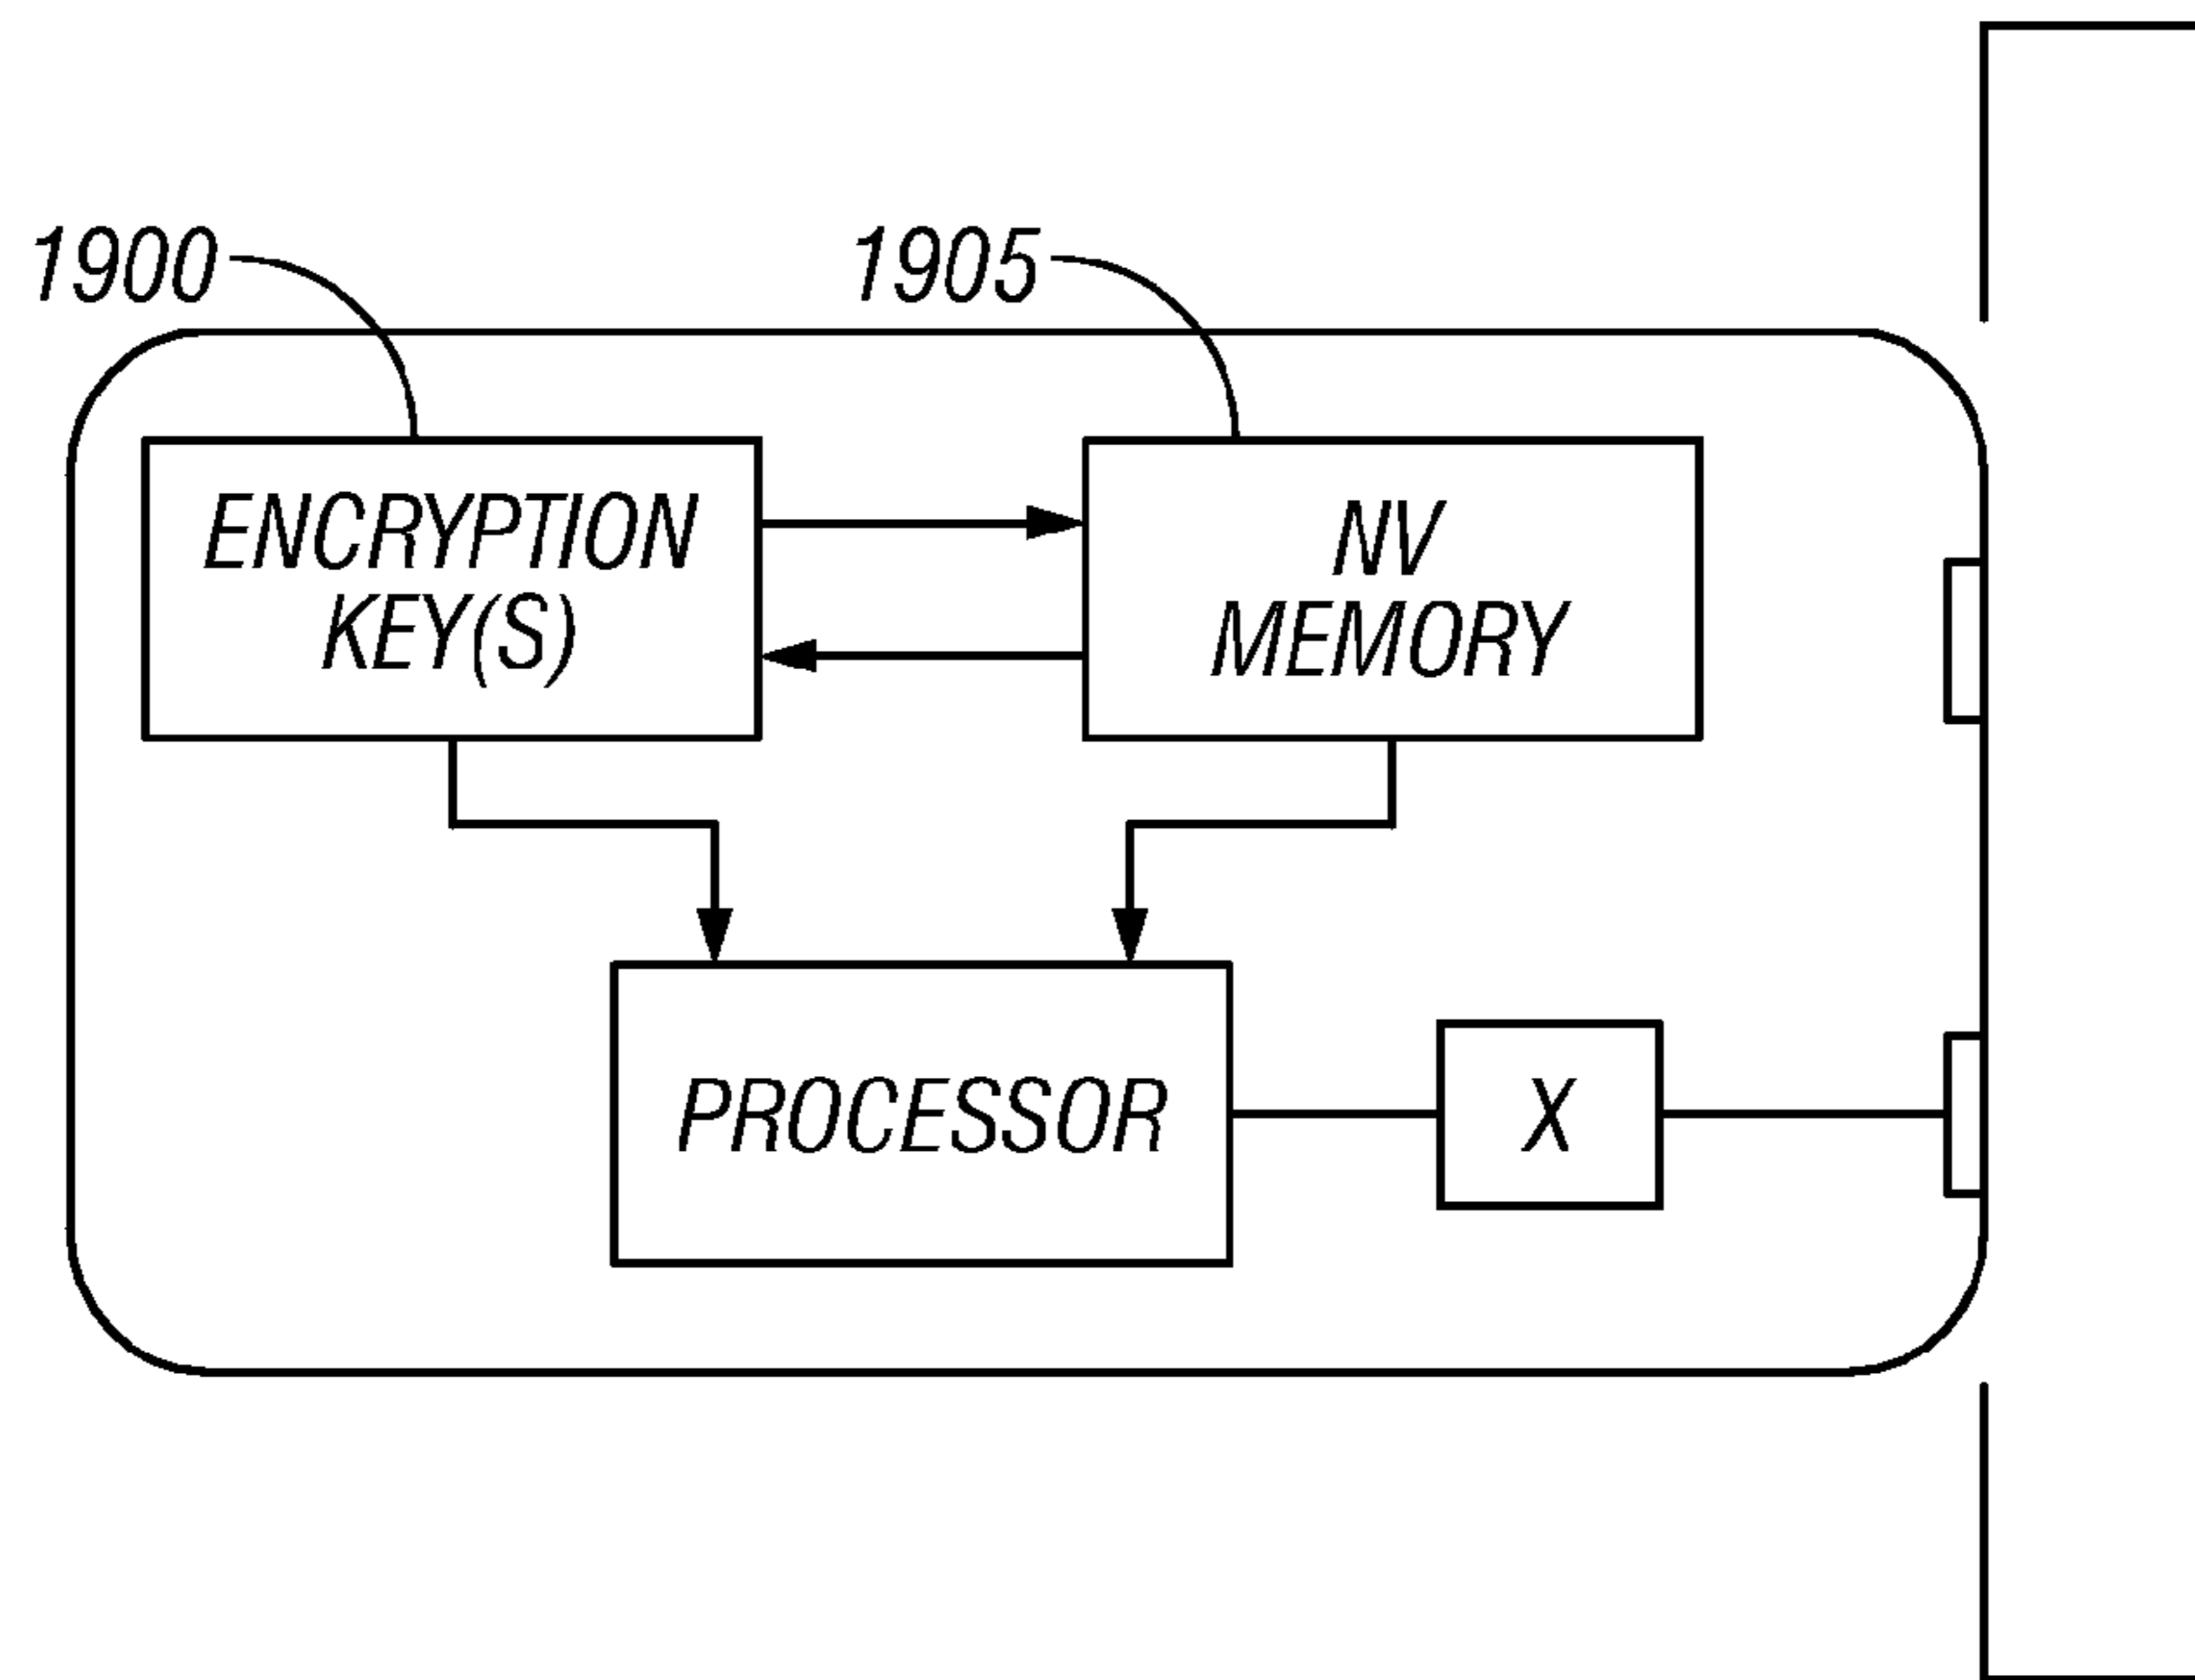 1900
1905
ENCRYPTION
KEY(S)
NV
MEMORY
PROCESSOR
X